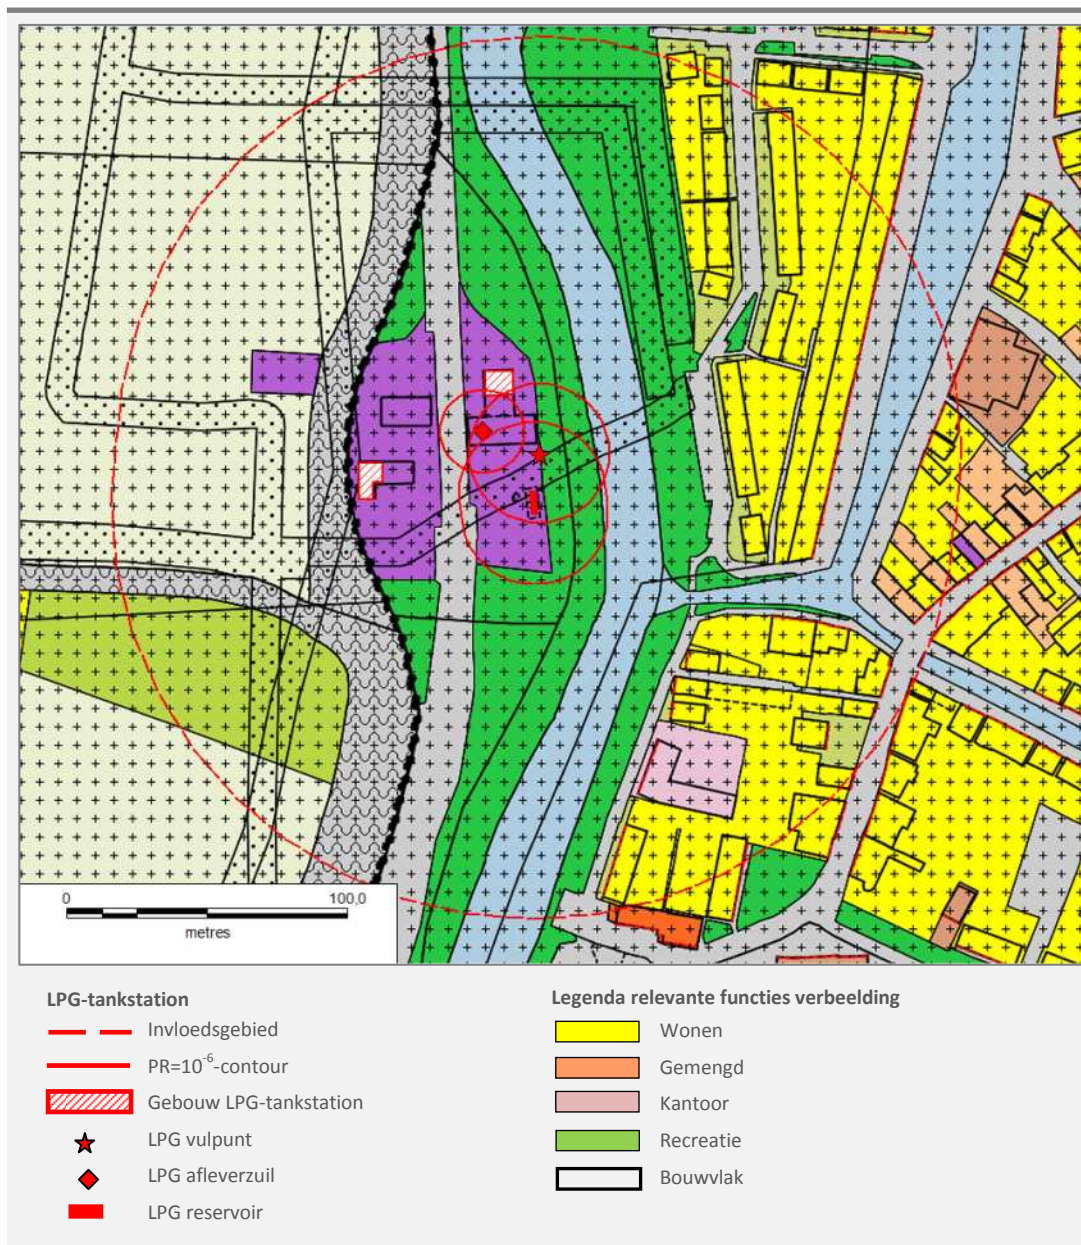 0 100,0
metres
LPG-tankstation
Invloedsgebied
PR=10⁻⁶-contour
Gebouw LPG-tankstation
LPG vulpunt
LPG afleverzuil
LPG reservoir
Legenda relevante functies verbeelding
Wonen
Gemengd
Kantoor
Recreatie
Bouwvlak